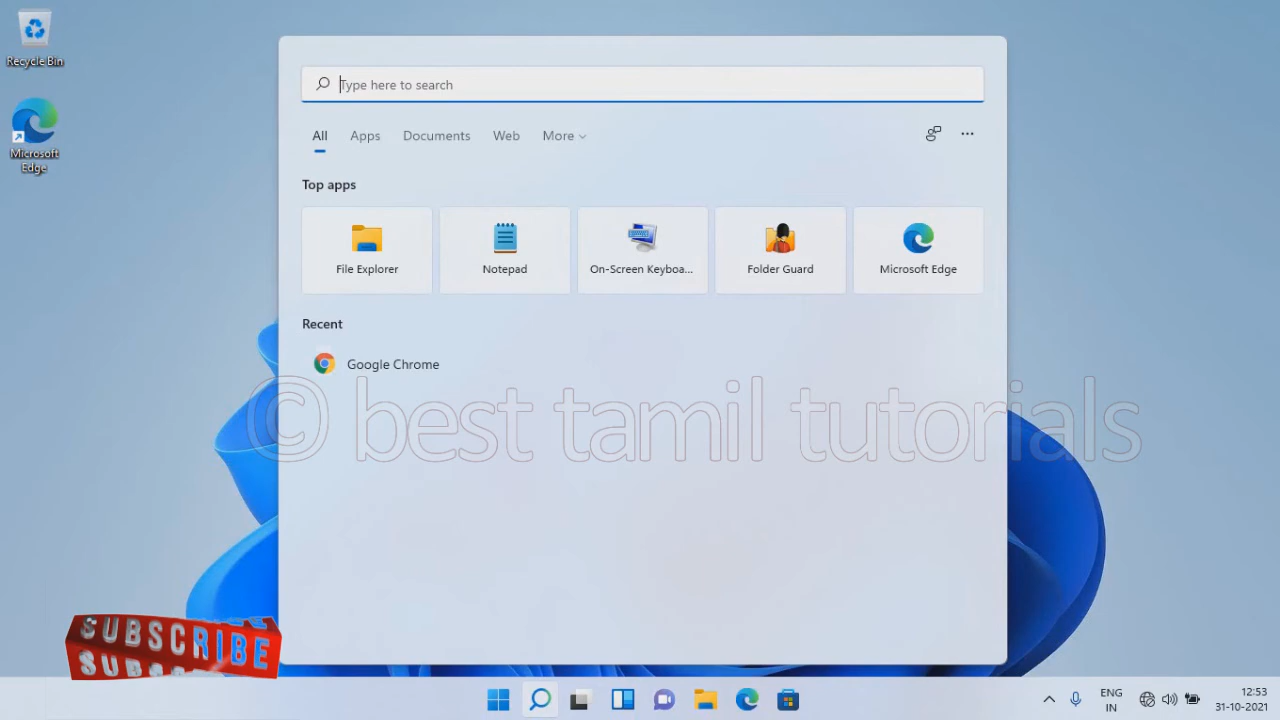 Recycle Bin
Microsoft
Edge
Type here to search
All Apps Documents Web More
Top apps
File Explorer Notepad On-Screen Keyboa... Folder Guard Microsoft Edge
Recent
Google Chrome
© best tamil tutorials
SUBSCRIBE
ENG
IN
12:53
31-10-2021